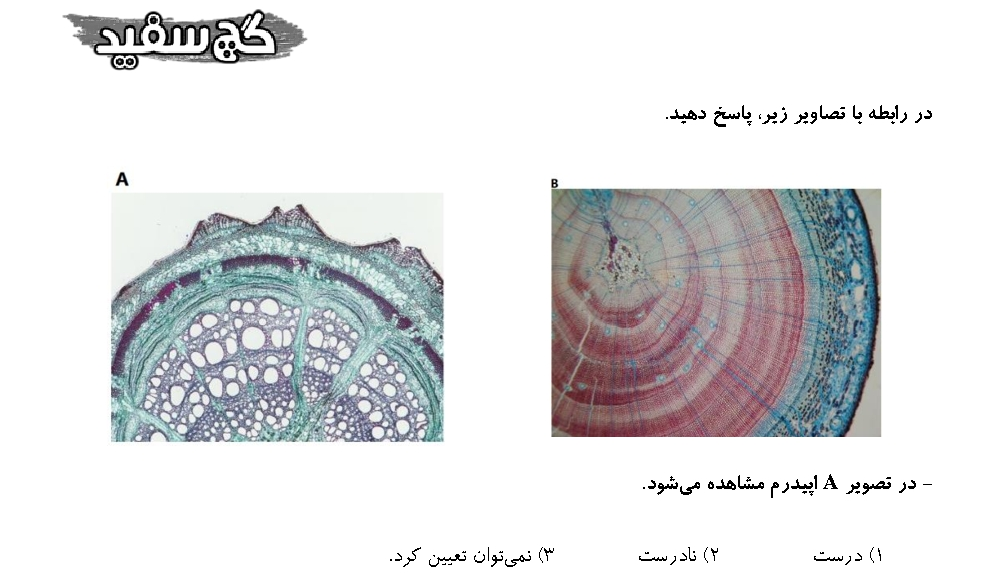 گچ سفید
در رابطه با تصاویر زیر، پاسخ دهید.
A
B
- در تصویر A اپیدرم مشاهده می‌شود.
۱) درست ۲) نادرست ۳) نمی‌توان تعیین کرد.